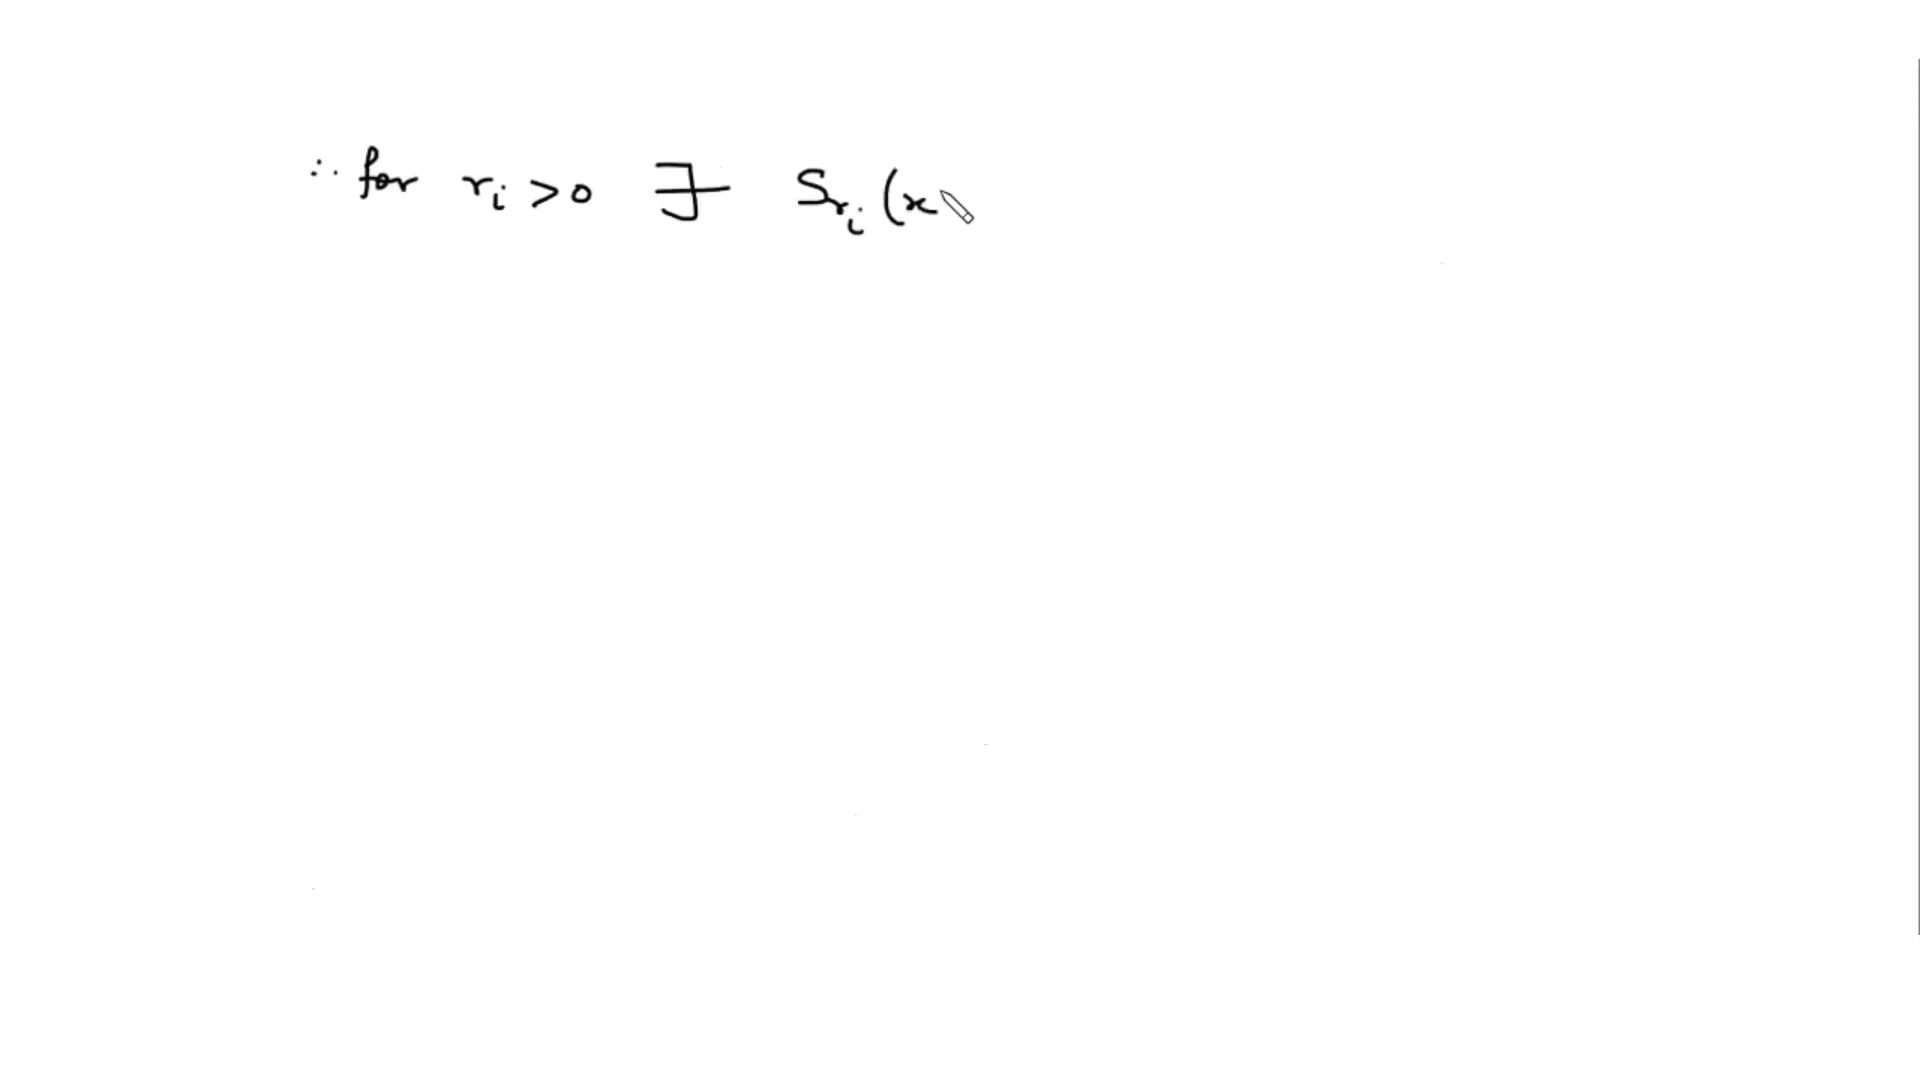 ∴ for rᵢ > 0 ∃ Sᵣᵢ (x